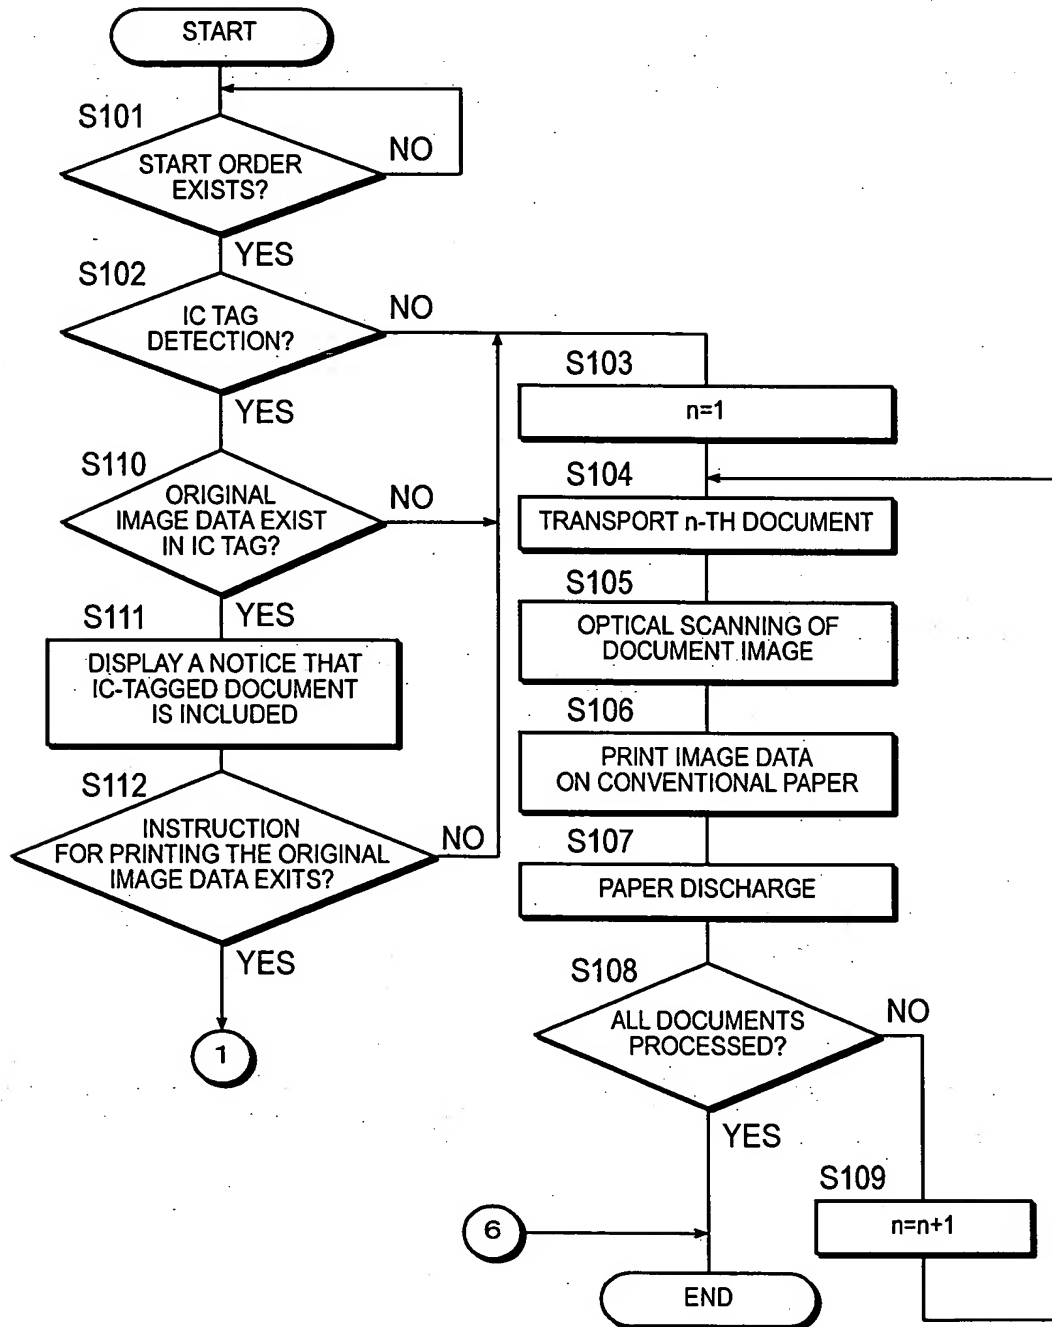 START
S101
START ORDER
EXISTS?
NO
YES
S102
IC TAG
DETECTION?
NO
YES
S110
ORIGINAL
IMAGE DATA EXIST
IN IC TAG?
NO
YES
S111
DISPLAY A NOTICE THAT
IC-TAGGED DOCUMENT
IS INCLUDED
S112
INSTRUCTION
FOR PRINTING THE ORIGINAL
IMAGE DATA EXITS?
NO
YES
1
S103
n=1
S104
TRANSPORT n-TH DOCUMENT
S105
OPTICAL SCANNING OF
DOCUMENT IMAGE
S106
PRINT IMAGE DATA
ON CONVENTIONAL PAPER
S107
PAPER DISCHARGE
S108
ALL DOCUMENTS
PROCESSED?
NO
YES
S109
n=n+1
6
END